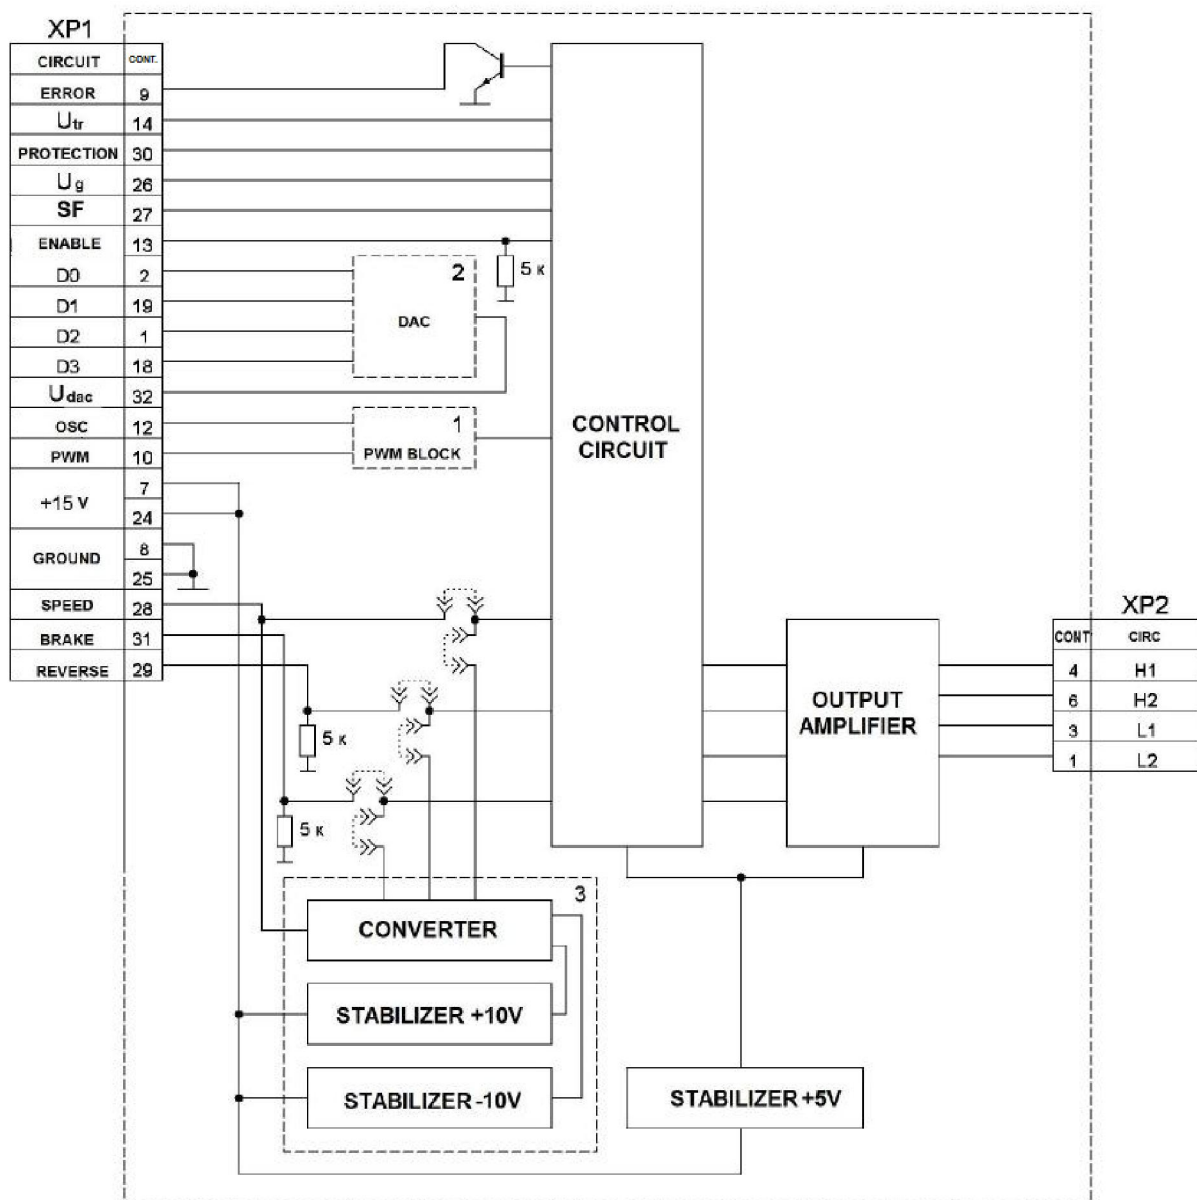 XP1
CIRCUIT CONT.
ERROR 9
Utr 14
PROTECTION 30
Ug 26
SF 27
ENABLE 13
5 к
D0 2
2
D1 19
DAC
D2 1
D3 18
Udac 32
OSC 12
1
PWM 10
PWM BLOCK
CONTROL
CIRCUIT
+15 V
7
24
GROUND
8
25
SPEED 28
BRAKE 31
REVERSE 29
5 к
5 к
OUTPUT
AMPLIFIER
XP2
CONT CIRC
4 H1
6 H2
3 L1
1 L2
3
CONVERTER
STABILIZER +10V
STABILIZER -10V
STABILIZER +5V